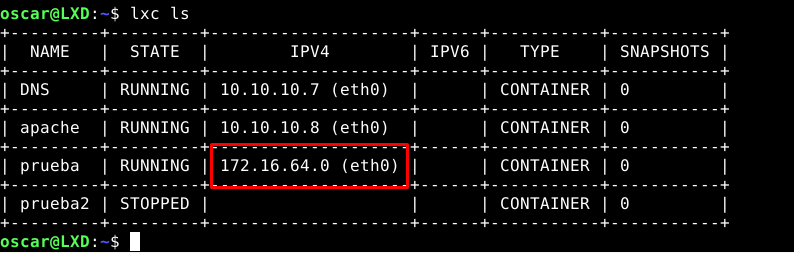 oscar@LXD:~$ lxc ls
+---------+---------+--------------------+------+-----------+-----------+
| NAME | STATE | IPV4 | IPV6 | TYPE | SNAPSHOTS |
+---------+---------+--------------------+------+-----------+-----------+
| DNS | RUNNING | 10.10.10.7 (eth0) | | CONTAINER | 0 |
+---------+---------+--------------------+------+-----------+-----------+
| apache | RUNNING | 10.10.10.8 (eth0) | | CONTAINER | 0 |
+---------+---------+--------------------+------+-----------+-----------+
| prueba | RUNNING | 172.16.64.0 (eth0) | | CONTAINER | 0 |
+---------+---------+--------------------+------+-----------+-----------+
| prueba2 | STOPPED | | | CONTAINER | 0 |
+---------+---------+--------------------+------+-----------+-----------+
oscar@LXD:~$